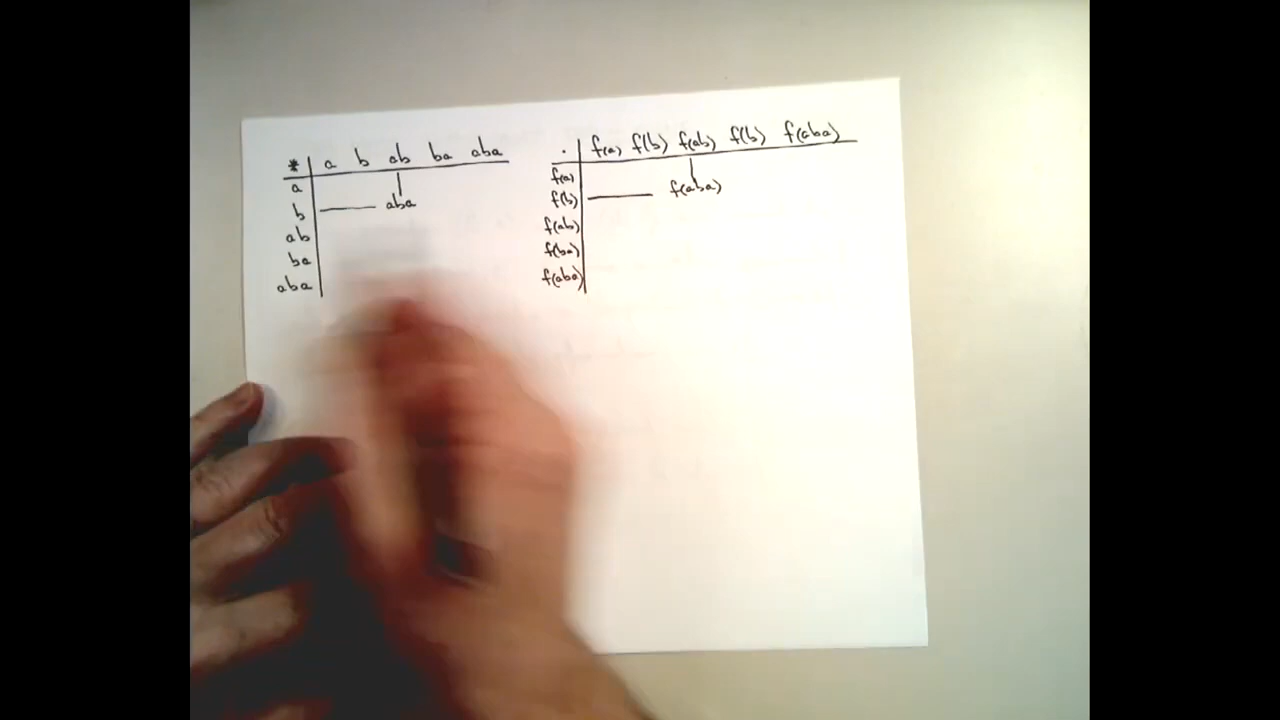 * a b ab ba aba
a
b aba
ab
ba
aba
· f(a) f(b) f(ab) f(b) f(aba)
f(a)
f(b) f(aba)
f(ab)
f(ba)
f(aba)